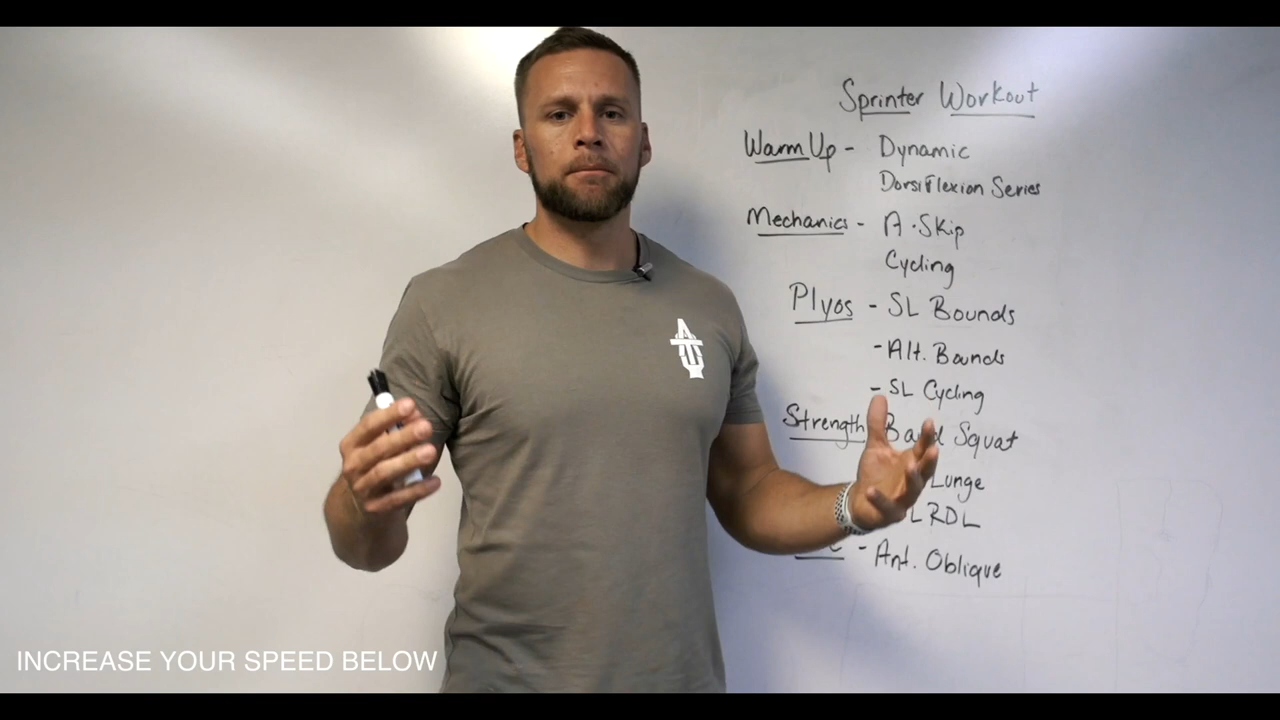 Sprinter Workout
Warm Up - Dynamic
Dorsiflexion Series
Mechanics - A-Skip
Cycling
Plyos - SL Bounds
- Alt. Bounds
- SL Cycling
Strength Band Squat
Lunge
RDL
- Ant. Oblique
INCREASE YOUR SPEED BELOW